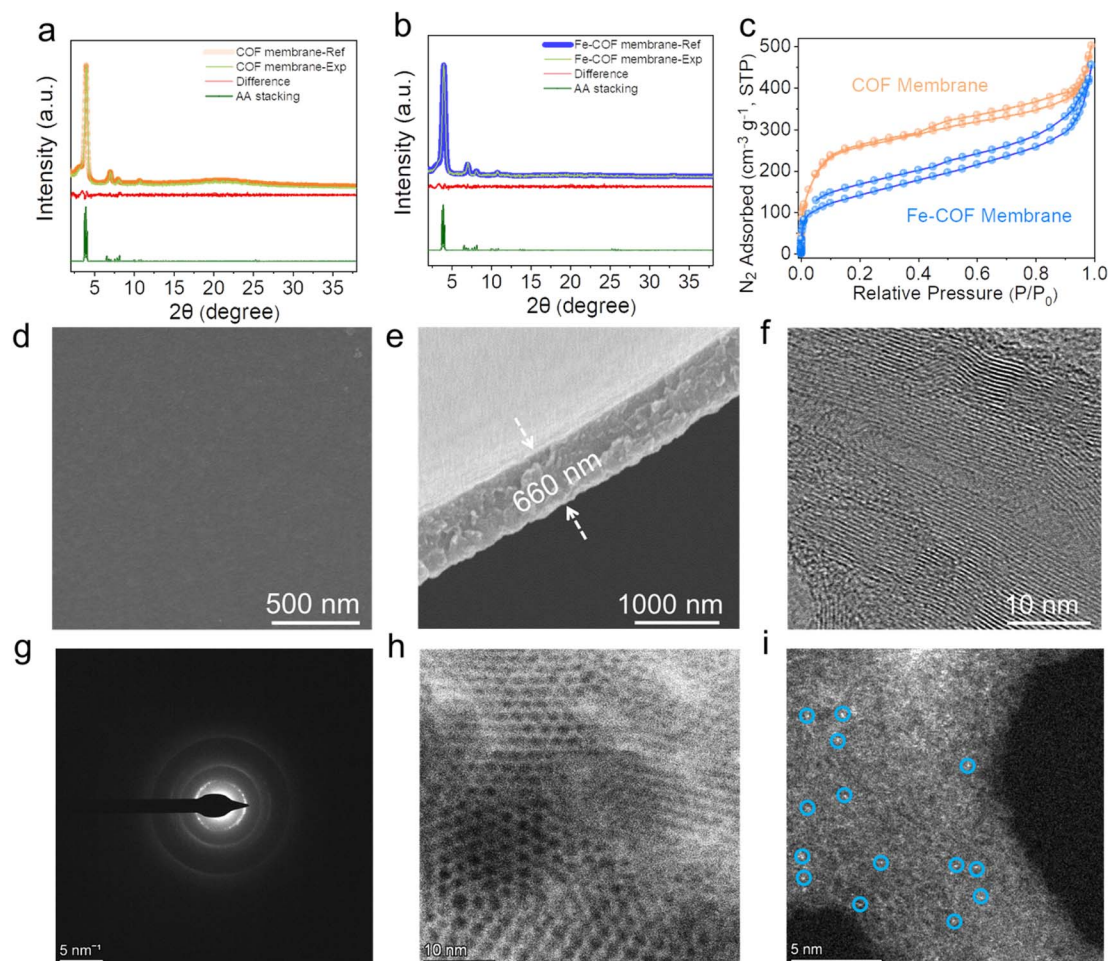 a
COF membrane-Ref
COF membrane-Exp
Difference
AA stacking
Intensity (a.u.)
5 10 15 20 25 30 35
2θ (degree)
b
Fe-COF membrane-Ref
Fe-COF membrane-Exp
Difference
AA stacking
Intensity (a.u.)
5 10 15 20 25 30 35
2θ (degree)
c
500
400
300
200
100
0
N₂ Adsorbed (cm⁻³ g⁻¹, STP)
COF Membrane
Fe-COF Membrane
0.0 0.2 0.4 0.6 0.8 1.0
Relative Pressure (P/P₀)
d
500 nm
e
660 nm
1000 nm
f
10 nm
g
5 nm⁻¹
h
10 nm
i
5 nm